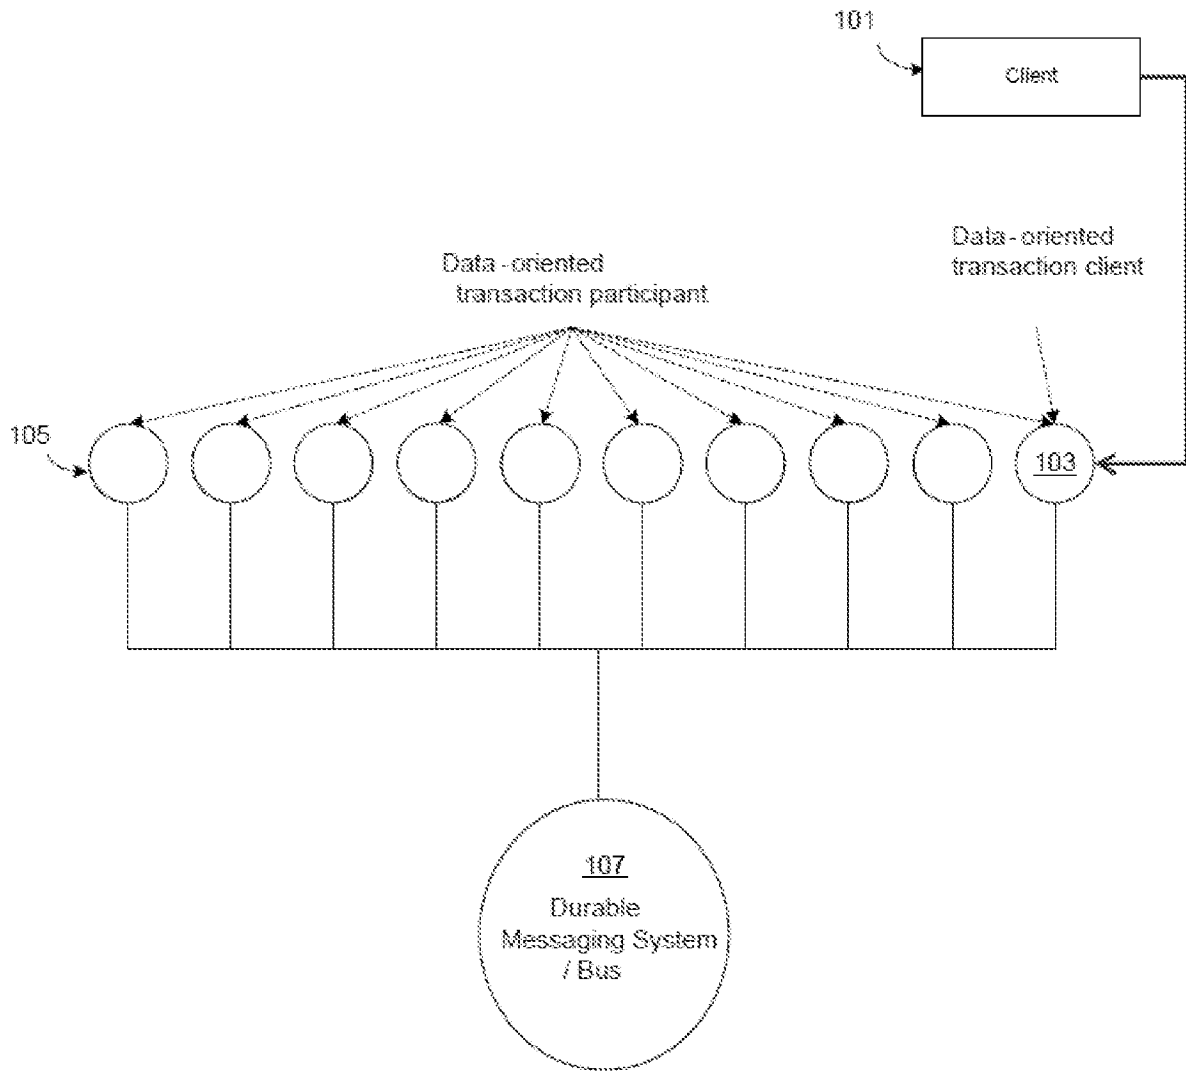 101
Client
Data-oriented
transaction client
Data-oriented
transaction participant
105
103
107
Durable
Messaging System
/ Bus